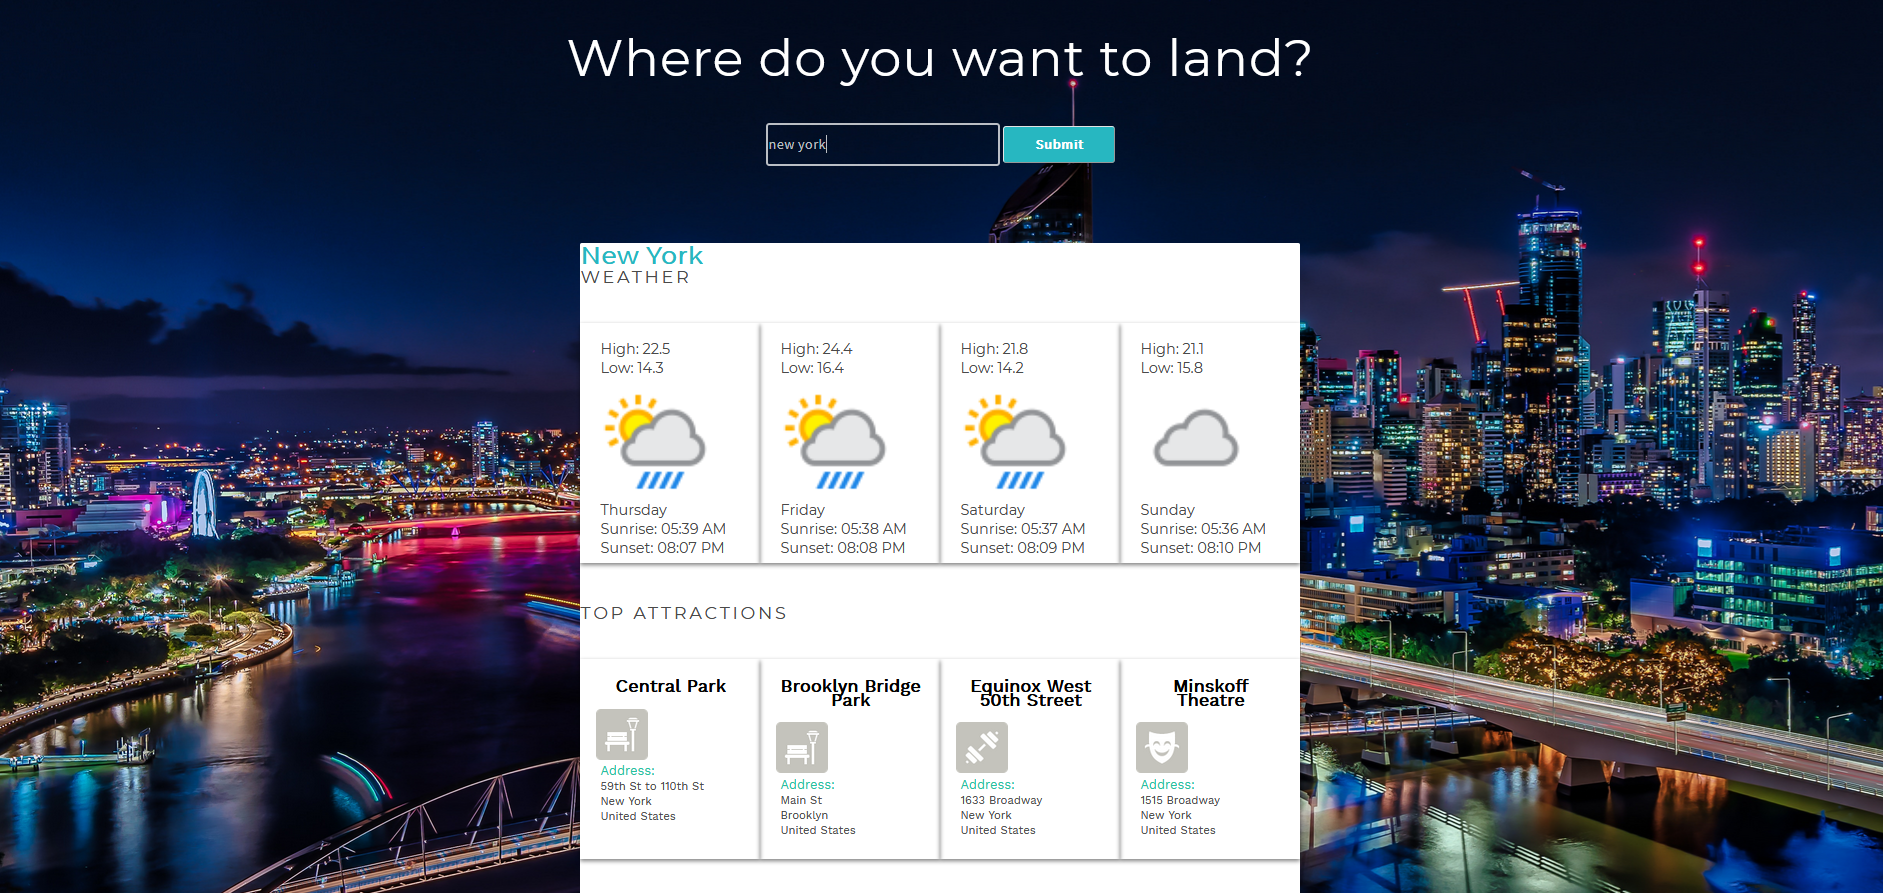 Where do you want to land?
new york
Submit
New York
WEATHER
High: 22.5
Low: 14.3
Thursday
Sunrise: 05:39 AM
Sunset: 08:07 PM
High: 24.4
Low: 16.4
Friday
Sunrise: 05:38 AM
Sunset: 08:08 PM
High: 21.8
Low: 14.2
Saturday
Sunrise: 05:37 AM
Sunset: 08:09 PM
High: 21.1
Low: 15.8
Sunday
Sunrise: 05:36 AM
Sunset: 08:10 PM
TOP ATTRACTIONS
Central Park
Address:
59th St to 110th St
New York
United States
Brooklyn Bridge
Park
Address:
Main St
Brooklyn
United States
Equinox West
50th Street
Address:
1633 Broadway
New York
United States
Minskoff
Theatre
Address:
1515 Broadway
New York
United States